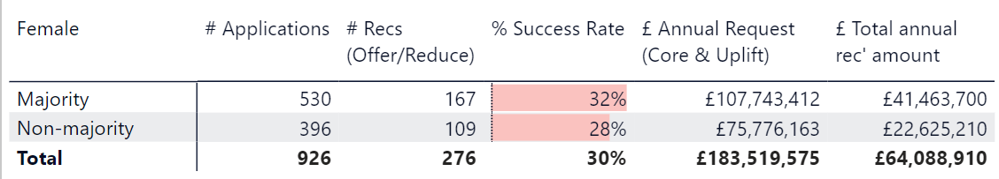 Female # Applications # Recs (Offer/Reduce) % Success Rate £ Annual Request (Core & Uplift) £ Total annual rec' amount
Majority 530 167 32% £107,743,412 £41,463,700
Non-majority 396 109 28% £75,776,163 £22,625,210
Total 926 276 30% £183,519,575 £64,088,910